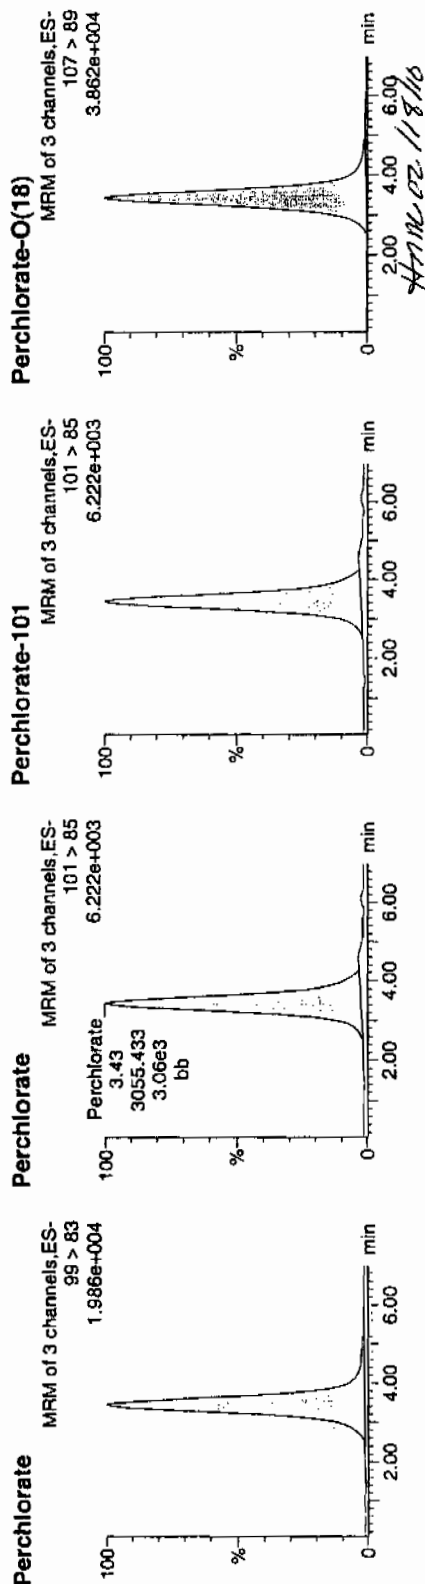 Perchlorate
MRM of 3 channels,ES-
99 > 83
1.986e+004
100
%
0
2.00
4.00
6.00
min
Perchlorate
MRM of 3 channels,ES-
101 > 85
6.222e+003
100
Perchlorate
3.43
3055.433
3.06e3
bb
%
0
2.00
4.00
6.00
min
Perchlorate-101
MRM of 3 channels,ES-
101 > 85
6.222e+003
100
%
0
2.00
4.00
6.00
min
Perchlorate-O(18)
MRM of 3 channels,ES-
107 > 89
3.862e+004
100
%
0
2.00
4.00
6.00
min